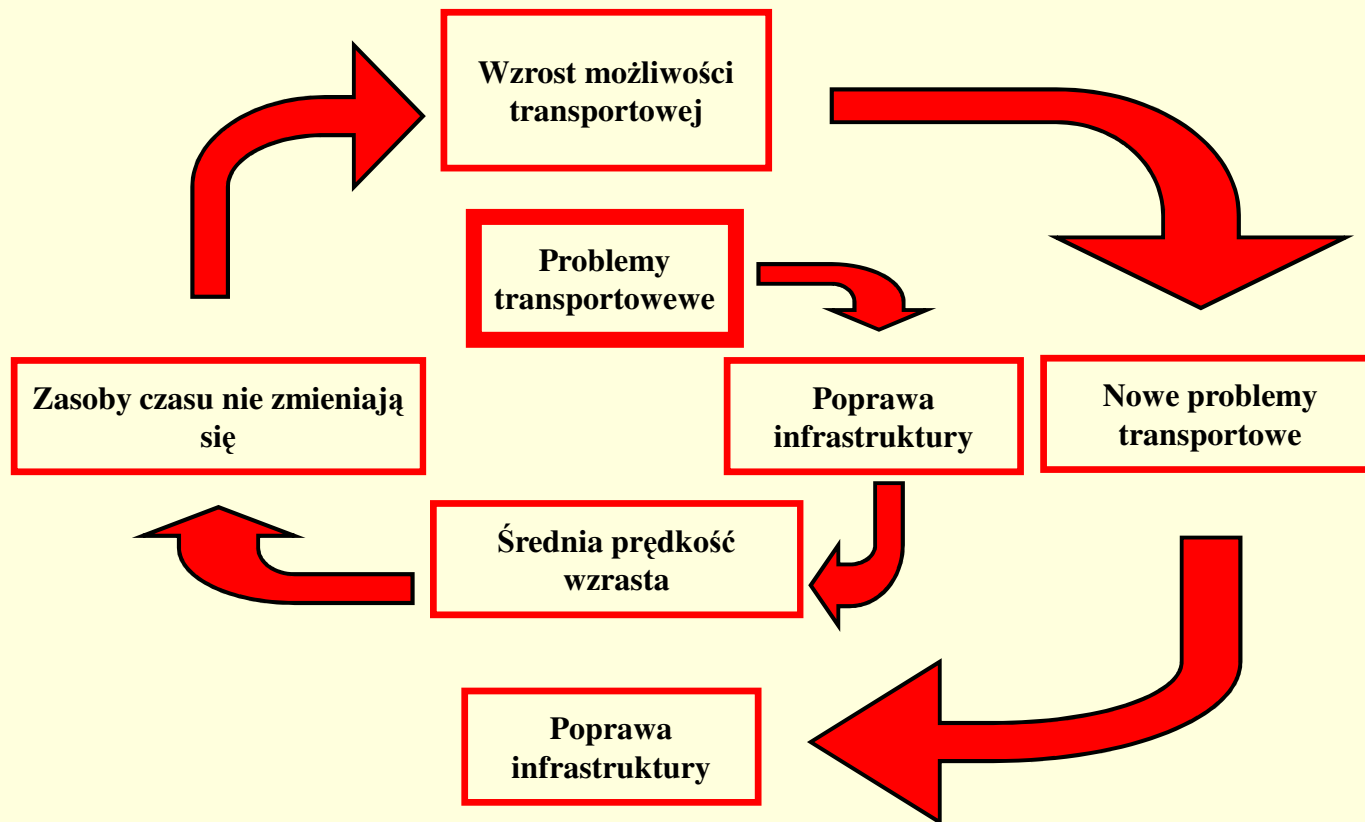 Wzrost możliwości
transportowej
Problemy
transportowewe
Zasoby czasu nie zmieniają
się
Poprawa
infrastruktury
Nowe problemy
transportowe
Średnia prędkość
wzrasta
Poprawa
infrastruktury